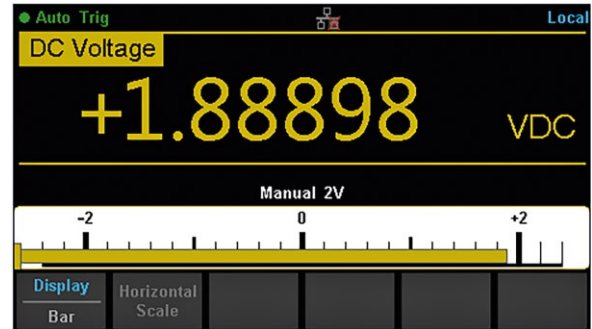 Auto Trig Local
DC Voltage
+1.88898 VDC
Manual 2V
-2 0 +2
Display Horizontal
Bar Scale